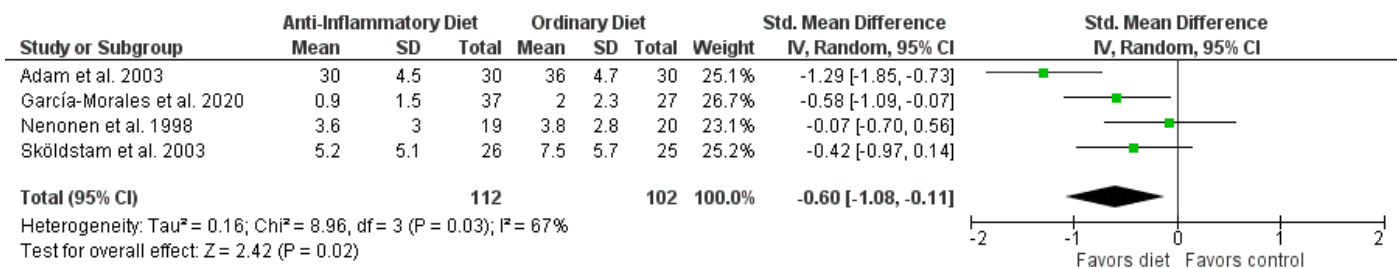 Anti-Inflammatory Diet Ordinary Diet Std. Mean Difference Std. Mean Difference
Study or Subgroup Mean SD Total Mean SD Total Weight IV, Random, 95% CI IV, Random, 95% CI
Adam et al. 2003 30 4.5 30 36 4.7 30 25.1% -1.29 [-1.85, -0.73]
García-Morales et al. 2020 0.9 1.5 37 2 2.3 27 26.7% -0.58 [-1.09, -0.07]
Nenonen et al. 1998 3.6 3 19 3.8 2.8 20 23.1% -0.07 [-0.70, 0.56]
Sköldstam et al. 2003 5.2 5.1 26 7.5 5.7 25 25.2% -0.42 [-0.97, 0.14]
Total (95% CI) 112 102 100.0% -0.60 [-1.08, -0.11]
Heterogeneity: Tau² = 0.16; Chi² = 8.96, df = 3 (P = 0.03); I² = 67%
Test for overall effect: Z = 2.42 (P = 0.02)
-2 -1 0 1 2
Favors diet Favors control